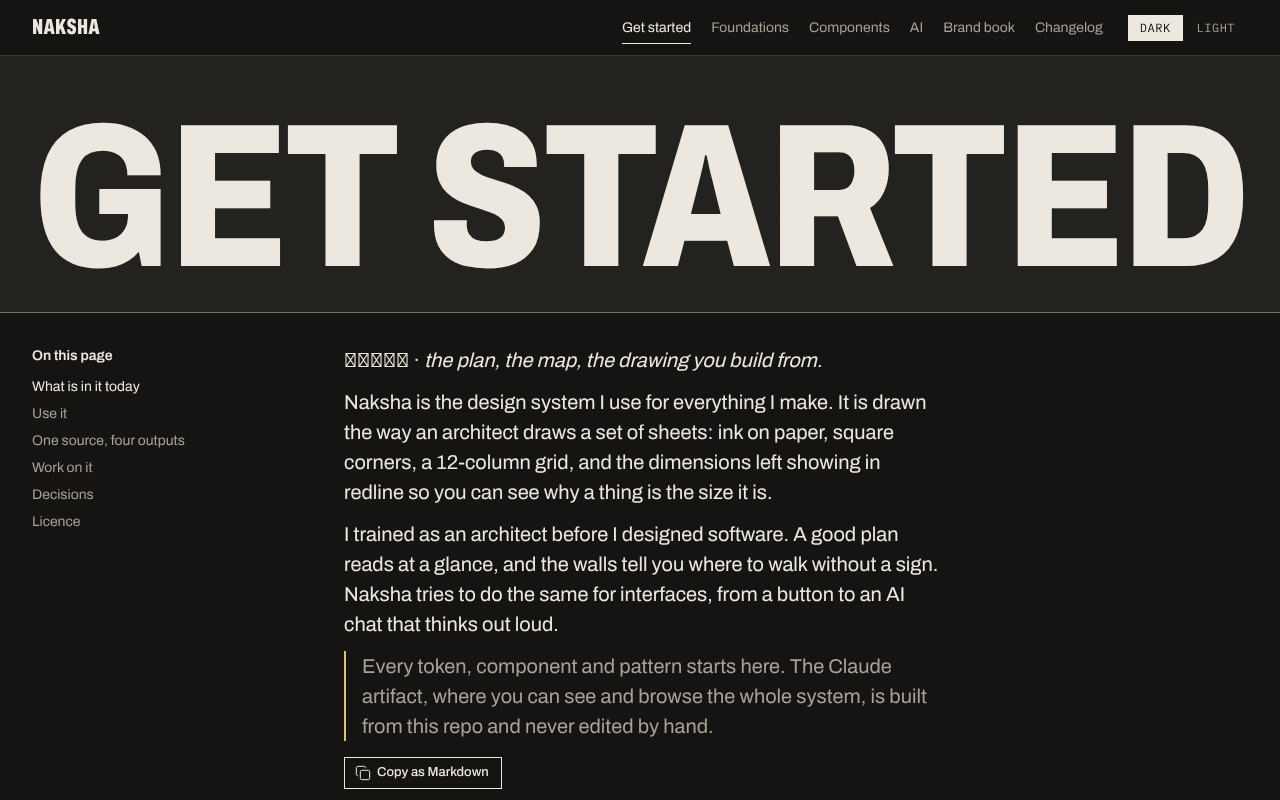 NAKSHA
Get started
Foundations
Components
AI
Brand book
Changelog
DARK
LIGHT
GET STARTED
On this page
What is in it today
Use it
One source, four outputs
Work on it
Decisions
Licence
· the plan, the map, the drawing you build from.
Naksha is the design system I use for everything I make. It is drawn
the way an architect draws a set of sheets: ink on paper, square
corners, a 12-column grid, and the dimensions left showing in
redline so you can see why a thing is the size it is.
I trained as an architect before I designed software. A good plan
reads at a glance, and the walls tell you where to walk without a sign.
Naksha tries to do the same for interfaces, from a button to an AI
chat that thinks out loud.
Every token, component and pattern starts here. The Claude
artifact, where you can see and browse the whole system, is built
from this repo and never edited by hand.
Copy as Markdown